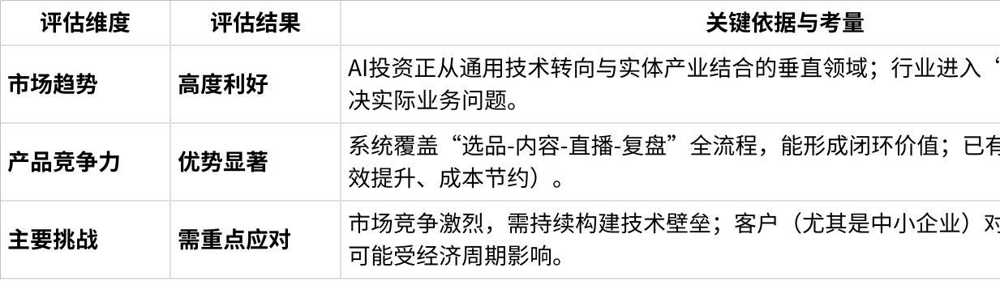 评估维度 评估结果 关键依据与考量
市场趋势 高度利好 AI投资正从通用技术转向与实体产业结合的垂直领域；行业进入“
决实际业务问题。
产品竞争力 优势显著 系统覆盖“选品-内容-直播-复盘”全流程，能形成闭环价值；已有
效提升、成本节约）。
主要挑战 需重点应对 市场竞争激烈，需持续构建技术壁垒；客户（尤其是中小企业）对
可能受经济周期影响。